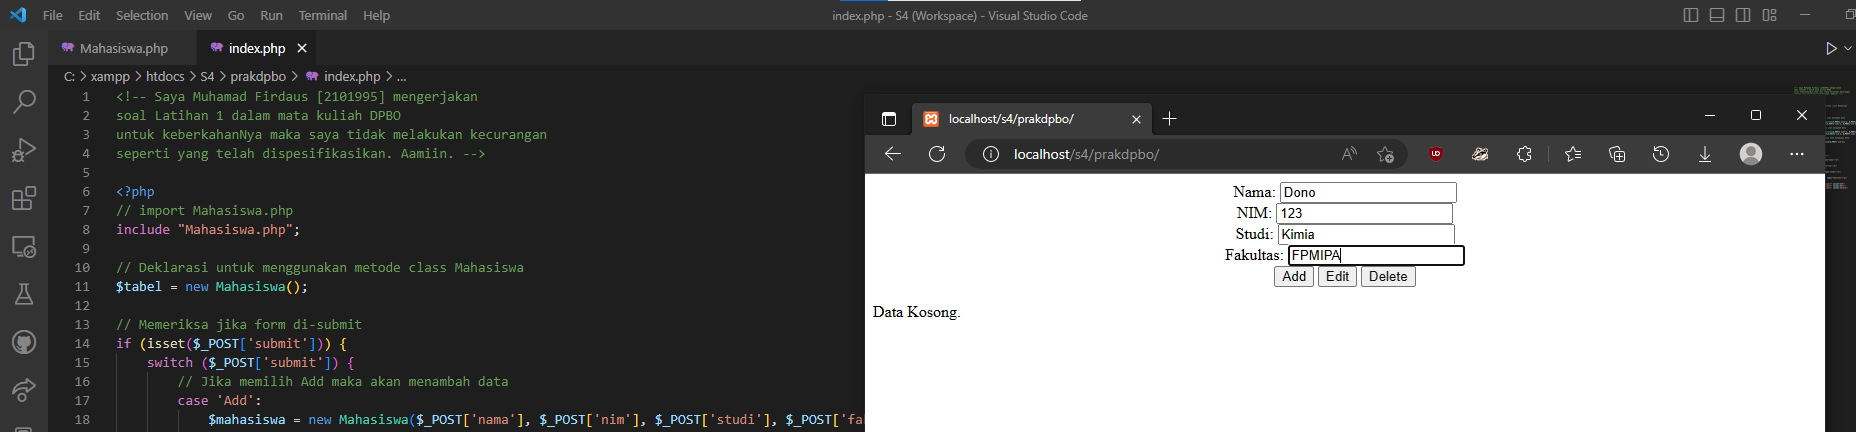 File Edit Selection View Go Run Terminal Help
index.php - S4 (Workspace) - Visual Studio Code
Mahasiswa.php
index.php
C: > xampp > htdocs > S4 > prakdpbo > index.php > ...
1 <!-- Saya Muhamad Firdaus [2101995] mengerjakan
2 soal Latihan 1 dalam mata kuliah DPBO
3 untuk keberkahanNya maka saya tidak melakukan kecurangan
4 seperti yang telah dispesifikasikan. Aamiin. -->
5
6 <?php
7 // import Mahasiswa.php
8 include "Mahasiswa.php";
9
10 // Deklarasi untuk menggunakan metode class Mahasiswa
11 $tabel = new Mahasiswa();
12
13 // Memeriksa jika form di-submit
14 if (isset($_POST['submit'])) {
15 switch ($_POST['submit']) {
16 // Jika memilih Add maka akan menambah data
17 case 'Add':
18 $mahasiswa = new Mahasiswa($_POST['nama'], $_POST['nim'], $_POST['studi'], $_POST['fa
localhost/s4/prakdpbo/
localhost/s4/prakdpbo/
Nama: Dono
NIM: 123
Studi: Kimia
Fakultas: FPMIPA
Add Edit Delete
Data Kosong.